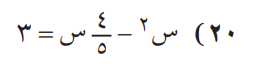 ٢٠) س٢ − ٤/٥ س = ٣